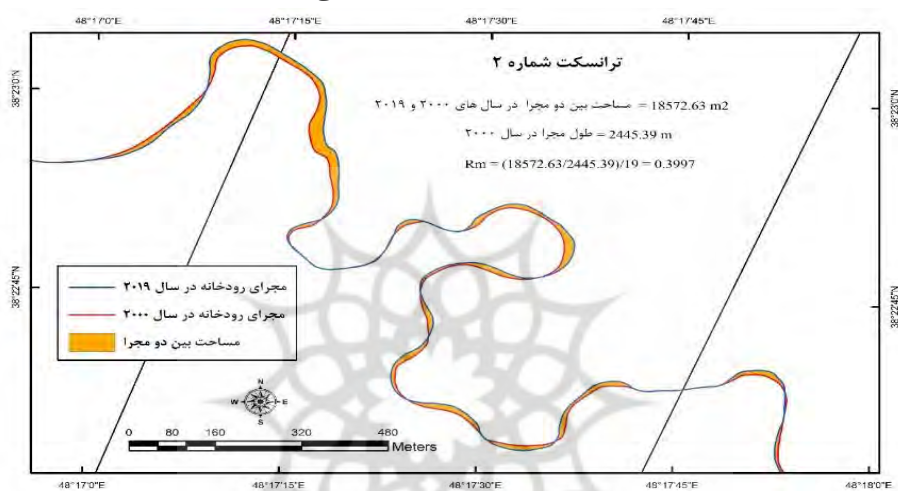 48°17'0"E 48°17'15"E 48°17'30"E 48°17'45"E
ترانسکت شماره ۲
مساحت بین دو مجرا در سال های ۲۰۰۰ و ۲۰۱۹ = 18572.63 m2
طول مجرا در سال ۲۰۰۰ = 2445.39 m
Rm = (18572.63/2445.39)/19 = 0.3997
38°23'0"N 38°23'0"N
38°22'45"N 38°22'45"N
مجرای رودخانه در سال ۲۰۱۹
مجرای رودخانه در سال ۲۰۰۰
مساحت بین دو مجرا
N
W E
S
0 80 160 320 480
Meters
48°17'0"E 48°17'15"E 48°17'30"E 48°17'45"E 48°18'0"E